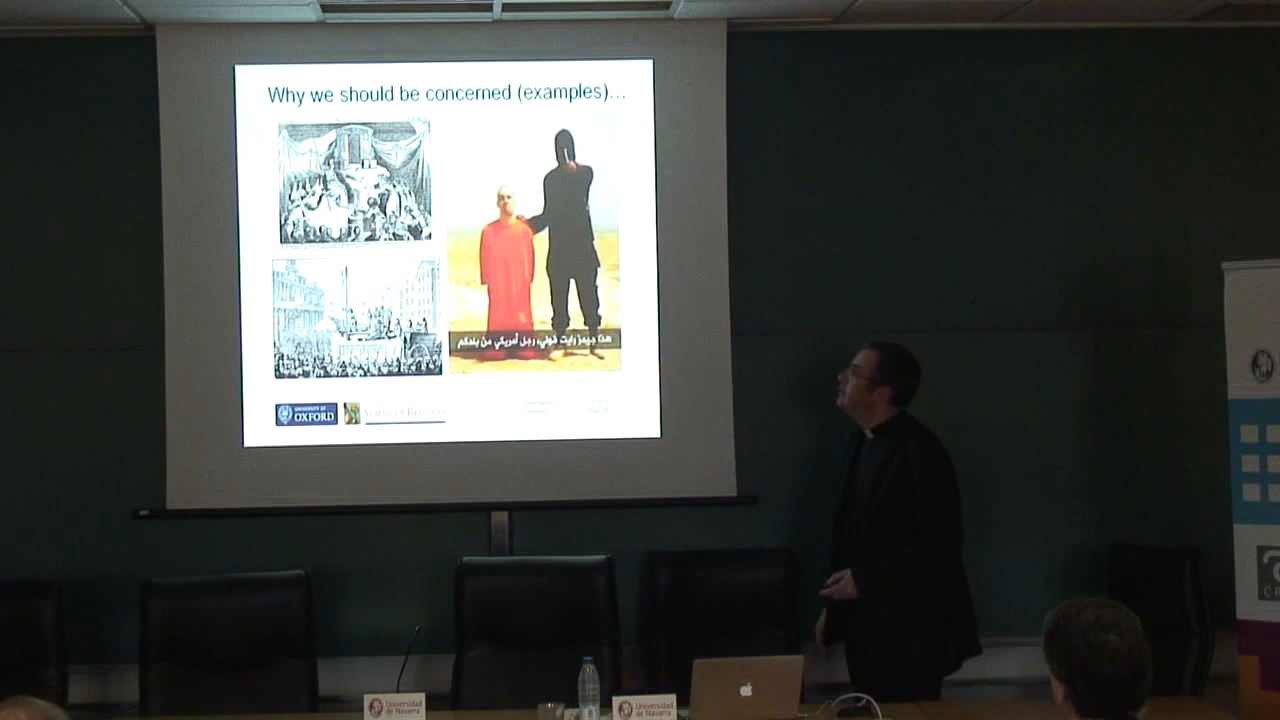 Why we should be concerned (examples)...
هذا جيمز رايت فولي، رجل أمريكي من بلدكم
UNIVERSITY OF
OXFORD
Universidad
de Navarra
Universidad
de Navarra